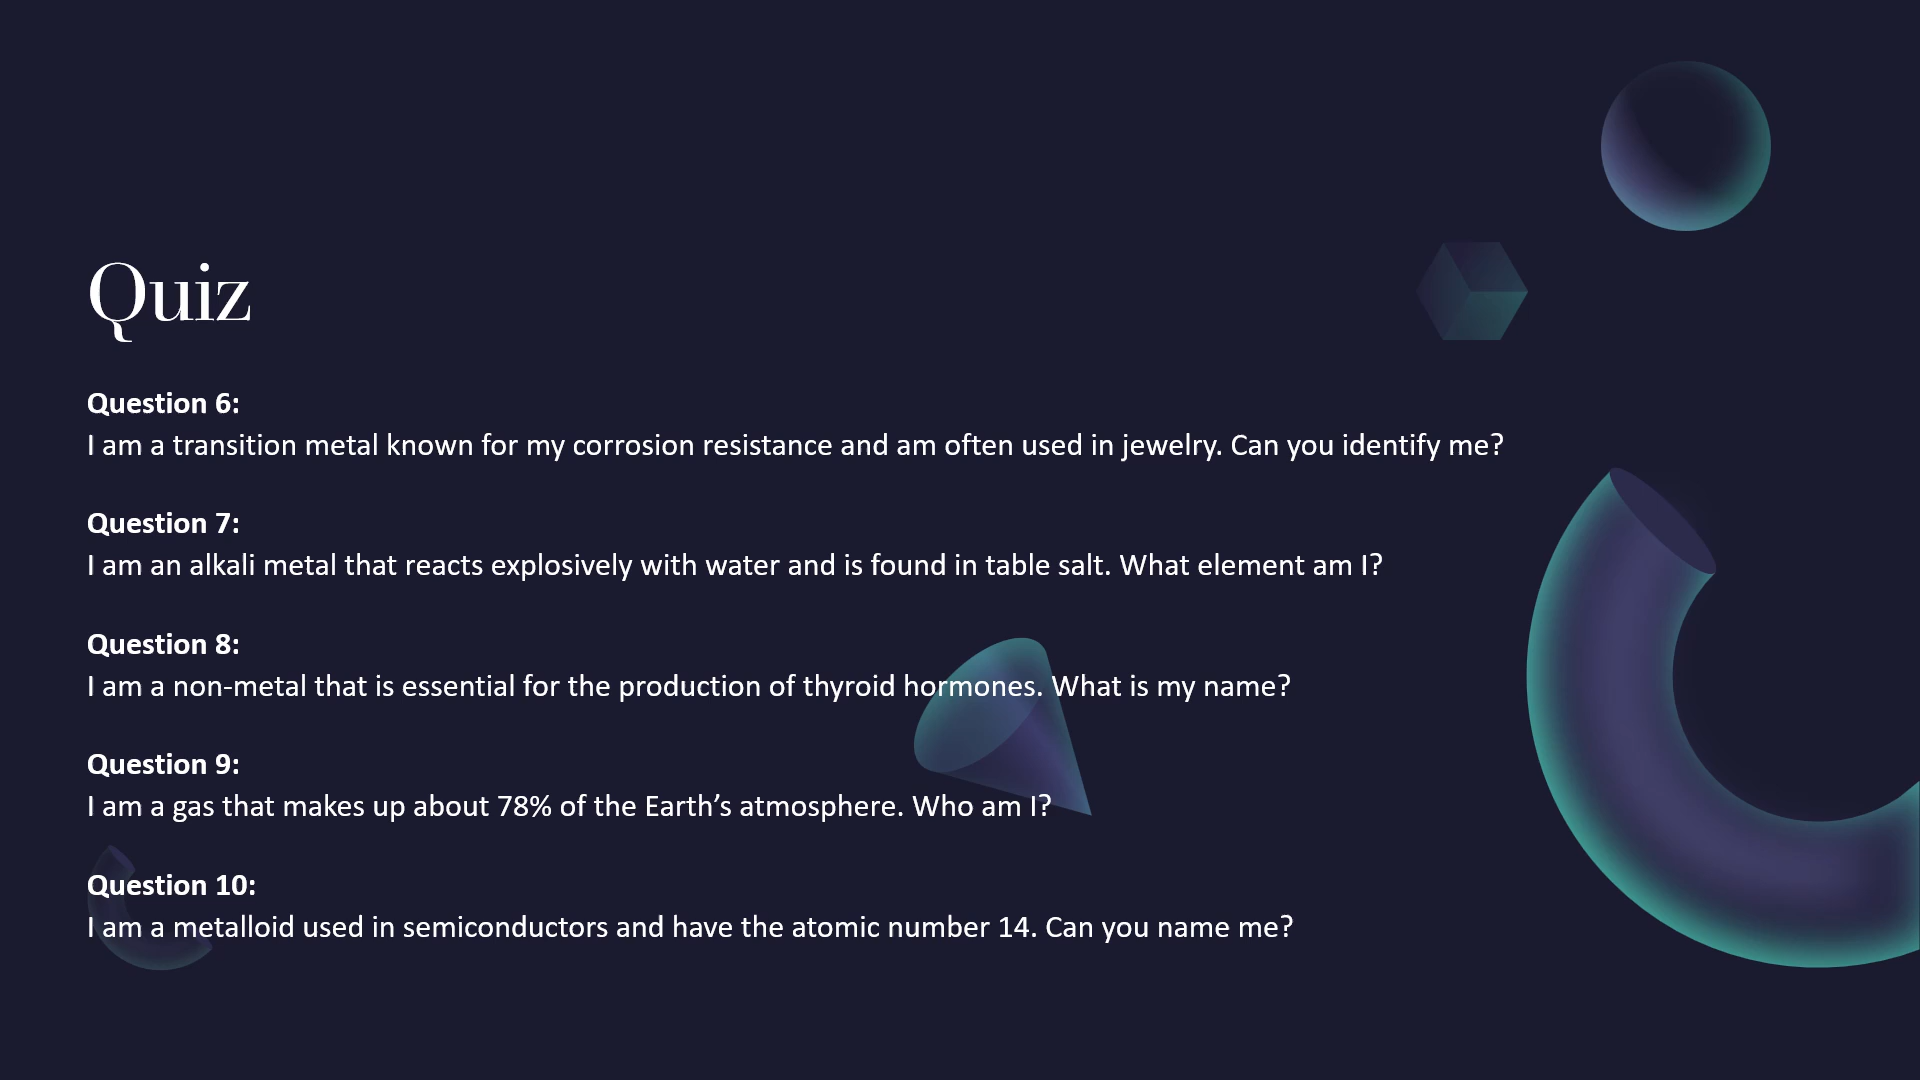 Quiz
Question 6:
I am a transition metal known for my corrosion resistance and am often used in jewelry. Can you identify me?
Question 7:
I am an alkali metal that reacts explosively with water and is found in table salt. What element am I?
Question 8:
I am a non-metal that is essential for the production of thyroid hormones. What is my name?
Question 9:
I am a gas that makes up about 78% of the Earth’s atmosphere. Who am I?
Question 10:
I am a metalloid used in semiconductors and have the atomic number 14. Can you name me?